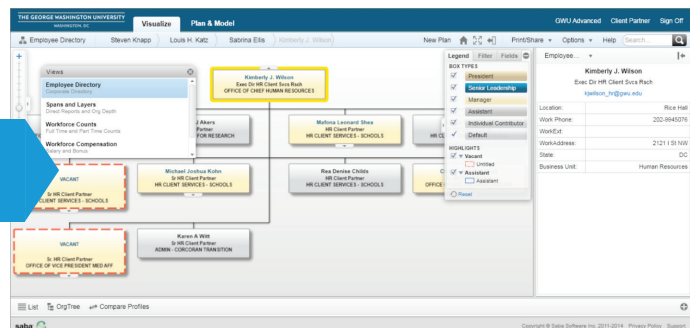 THE GEORGE WASHINGTON UNIVERSITY
WASHINGTON, DC
Visualize
Plan & Model
GWU Advanced
Client Partner
Sign Off
Employee Directory
Steven Knapp
Louis H. Katz
Sabrina Ellis
Kimberly J. Wilson
New Plan
Print/Share
Options
Help
Search...
Views
Employee Directory
Corporate Directory
Spans and Layers
Direct Reports and Org Depth
Workforce Counts
Full Time and Part Time Counts
Workforce Compensation
Salary and Bonus
Kimberly J. Wilson
Exec Dir HR Client Svcs Rsch
OFFICE OF CHIEF HUMAN RESOURCES
Akers
Partner
FOR RESEARCH
Mafona Leonard Shea
HR Client Partner
HR CLIENT SERVICES - SCHOOLS
HR CL
VACANT
Sr HR Client Partner
CLIENT SERVICES - SCHOOLS
Michael Joshua Kohn
Sr HR Client Partner
HR CLIENT SERVICES - SCHOOLS
Rea Denise Childs
HR Client Partner
HR CLIENT SERVICES - SCHOOLS
OFFICE
VACANT
Sr. HR Client Partner
OFFICE OF VICE PRESIDENT MED AFF
Karen A Witt
Sr HR Client Partner
ADMIN - CORCORAN TRANSITION
Legend
Filter
Fields
BOX TYPES
President
Senior Leadership
Manager
Assistant
Individual Contributor
Default
HIGHLIGHTS
Vacant
Untitled
Assistant
Assistant
Reset
Employee...
Kimberly J. Wilson
Exec Dir HR Client Svcs Rsch
kjwilson_hr@gwu.edu
Location: Rice Hall
Work Phone: 202-9945076
WorkExt:
WorkAddress: 2121 I St NW
State: DC
Business Unit: Human Resources
List
OrgTree
Compare Profiles
saba
Copyright © Saba Software Inc. 2011-2014
Privacy Policy
Support